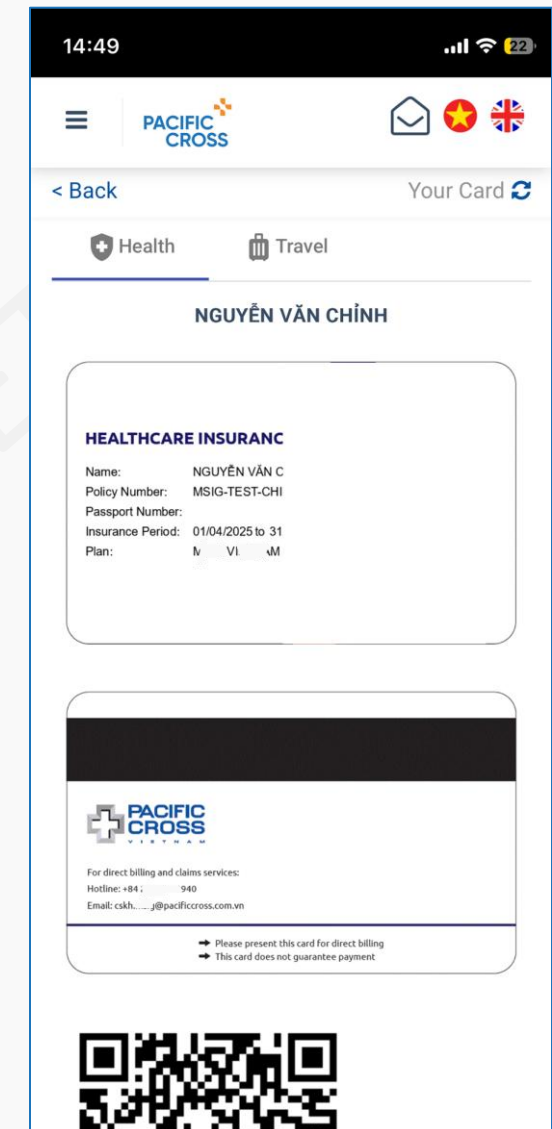 14:49
22
PACIFIC
CROSS
< Back
Your Card
Health
Travel
NGUYỄN VĂN CHỈNH
HEALTHCARE INSURANC
Name: NGUYỄN VĂN C
Policy Number: MSIG-TEST-CHI
Passport Number:
Insurance Period: 01/04/2025 to 31
Plan:
PACIFIC
CROSS
VIETNAM
For direct billing and claims services:
Hotline: +84 940
Email: cskh @pacificcross.com.vn
Please present this card for direct billing
This card does not guarantee payment